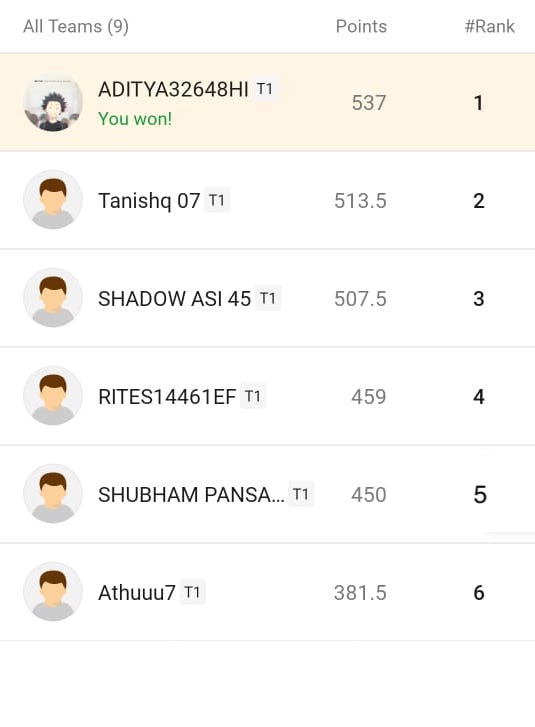 All Teams (9) Points #Rank
ADITYA32648HI T1 537 1
You won!
Tanishq 07 T1 513.5 2
SHADOW ASI 45 T1 507.5 3
RITES14461EF T1 459 4
SHUBHAM PANSA... T1 450 5
Athuuu7 T1 381.5 6